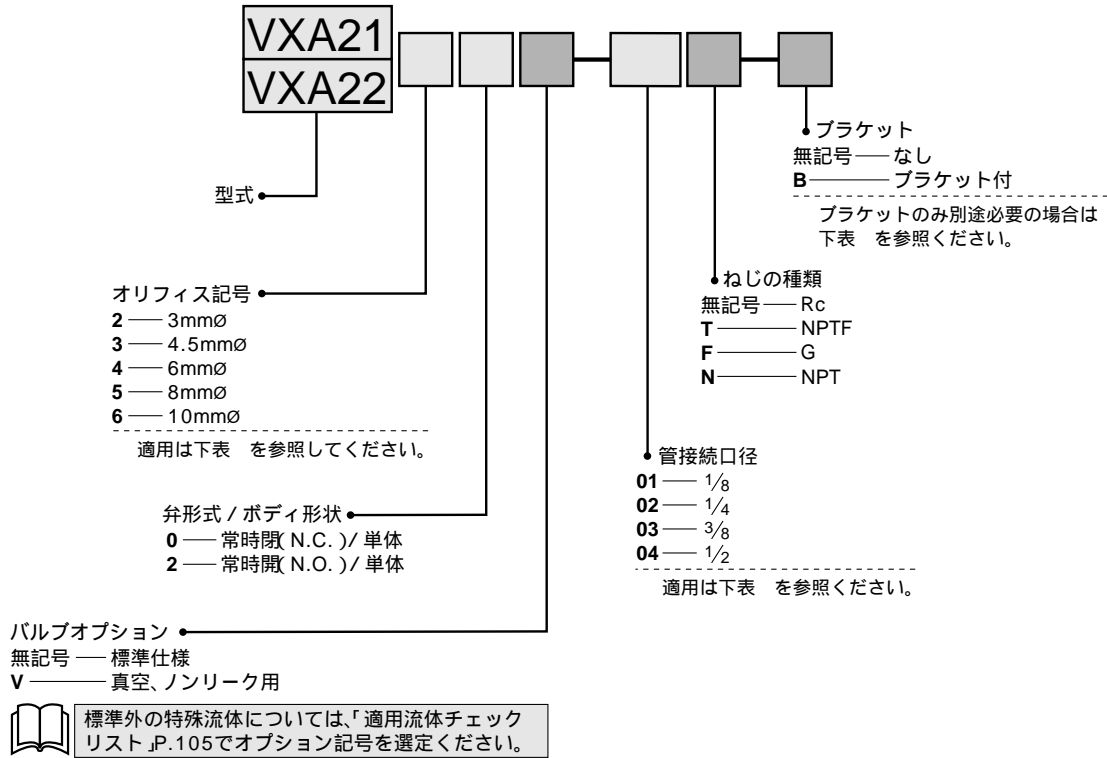 VXA21
VXA22
型式
オリフィス記号
2 — 3mmØ
3 — 4.5mmØ
4 — 6mmØ
5 — 8mmØ
6 — 10mmØ
適用は下表　を参照してください。
弁形式 / ボディ形状
0 — 常時閉( N.C. ) / 単体
2 — 常時開( N.O. ) / 単体
バルブオプション
無記号 — 標準仕様
V — 真空、ノンリーク用
標準外の特殊流体については、「適用流体チェック
リスト」P.105でオプション記号を選定ください。
管接続口径
01 — 1/8
02 — 1/4
03 — 3/8
04 — 1/2
適用は下表　を参照ください。
ねじの種類
無記号 — Rc
T — NPTF
F — G
N — NPT
ブラケット
無記号 — なし
B — ブラケット付
ブラケットのみ別途必要の場合は
下表　を参照ください。